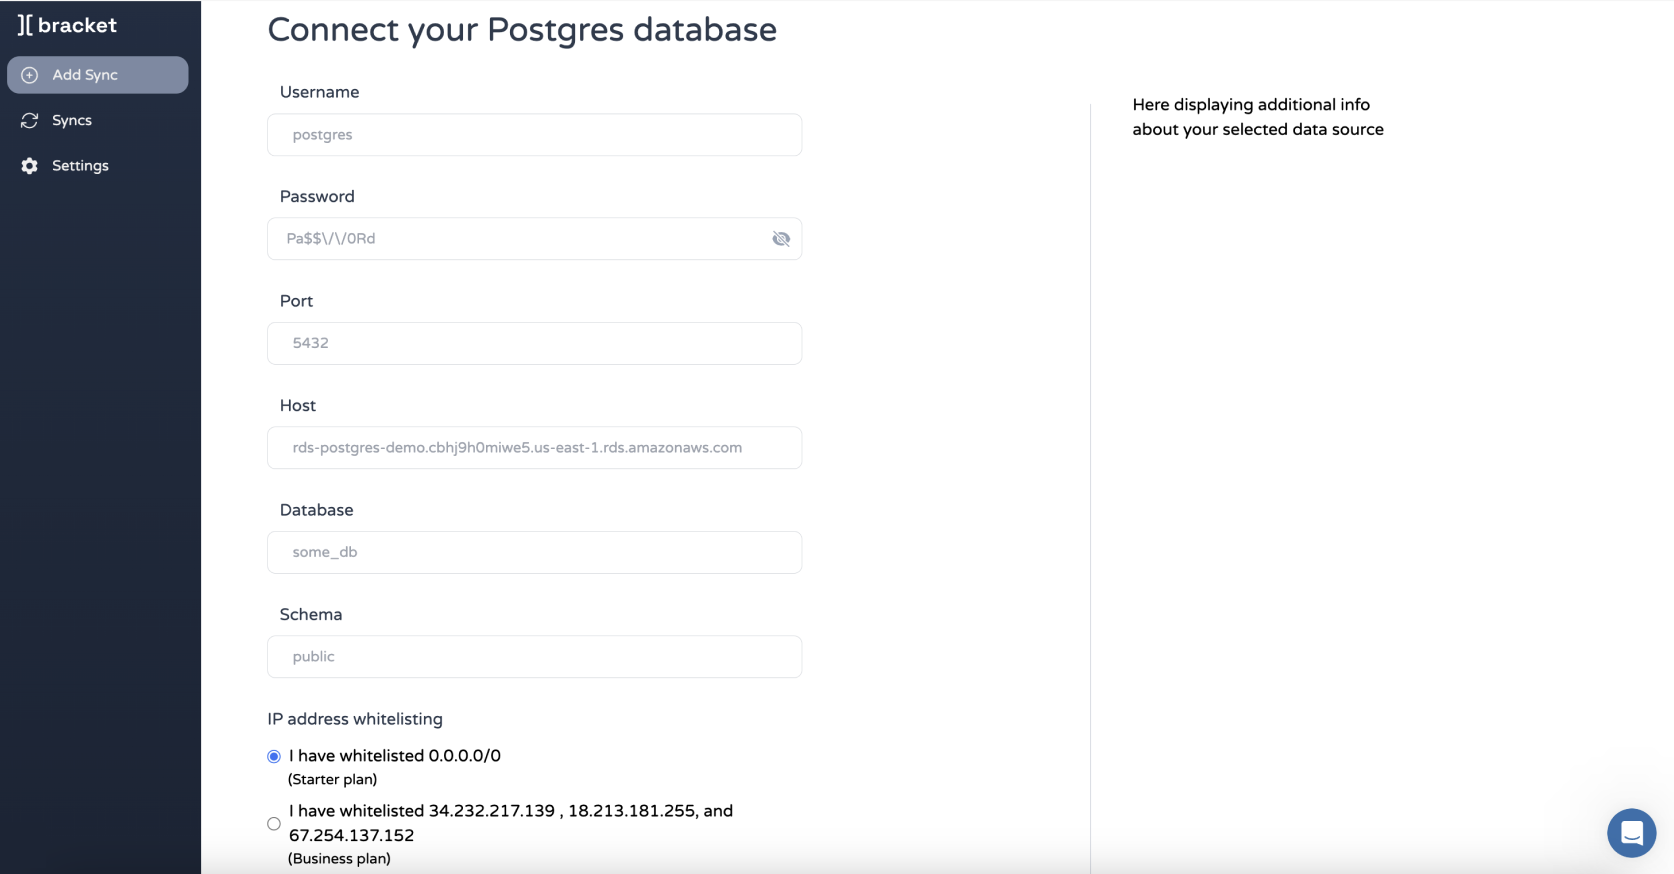 bracket
Add Sync
Syncs
Settings
Connect your Postgres database
Username
postgres
Password
Pa$$\/\/0Rd
Port
5432
Host
rds-postgres-demo.cbhj9h0miwe5.us-east-1.rds.amazonaws.com
Database
some_db
Schema
public
IP address whitelisting
I have whitelisted 0.0.0.0/0
(Starter plan)
I have whitelisted 34.232.217.139 , 18.213.181.255, and
67.254.137.152
(Business plan)
Here displaying additional info
about your selected data source